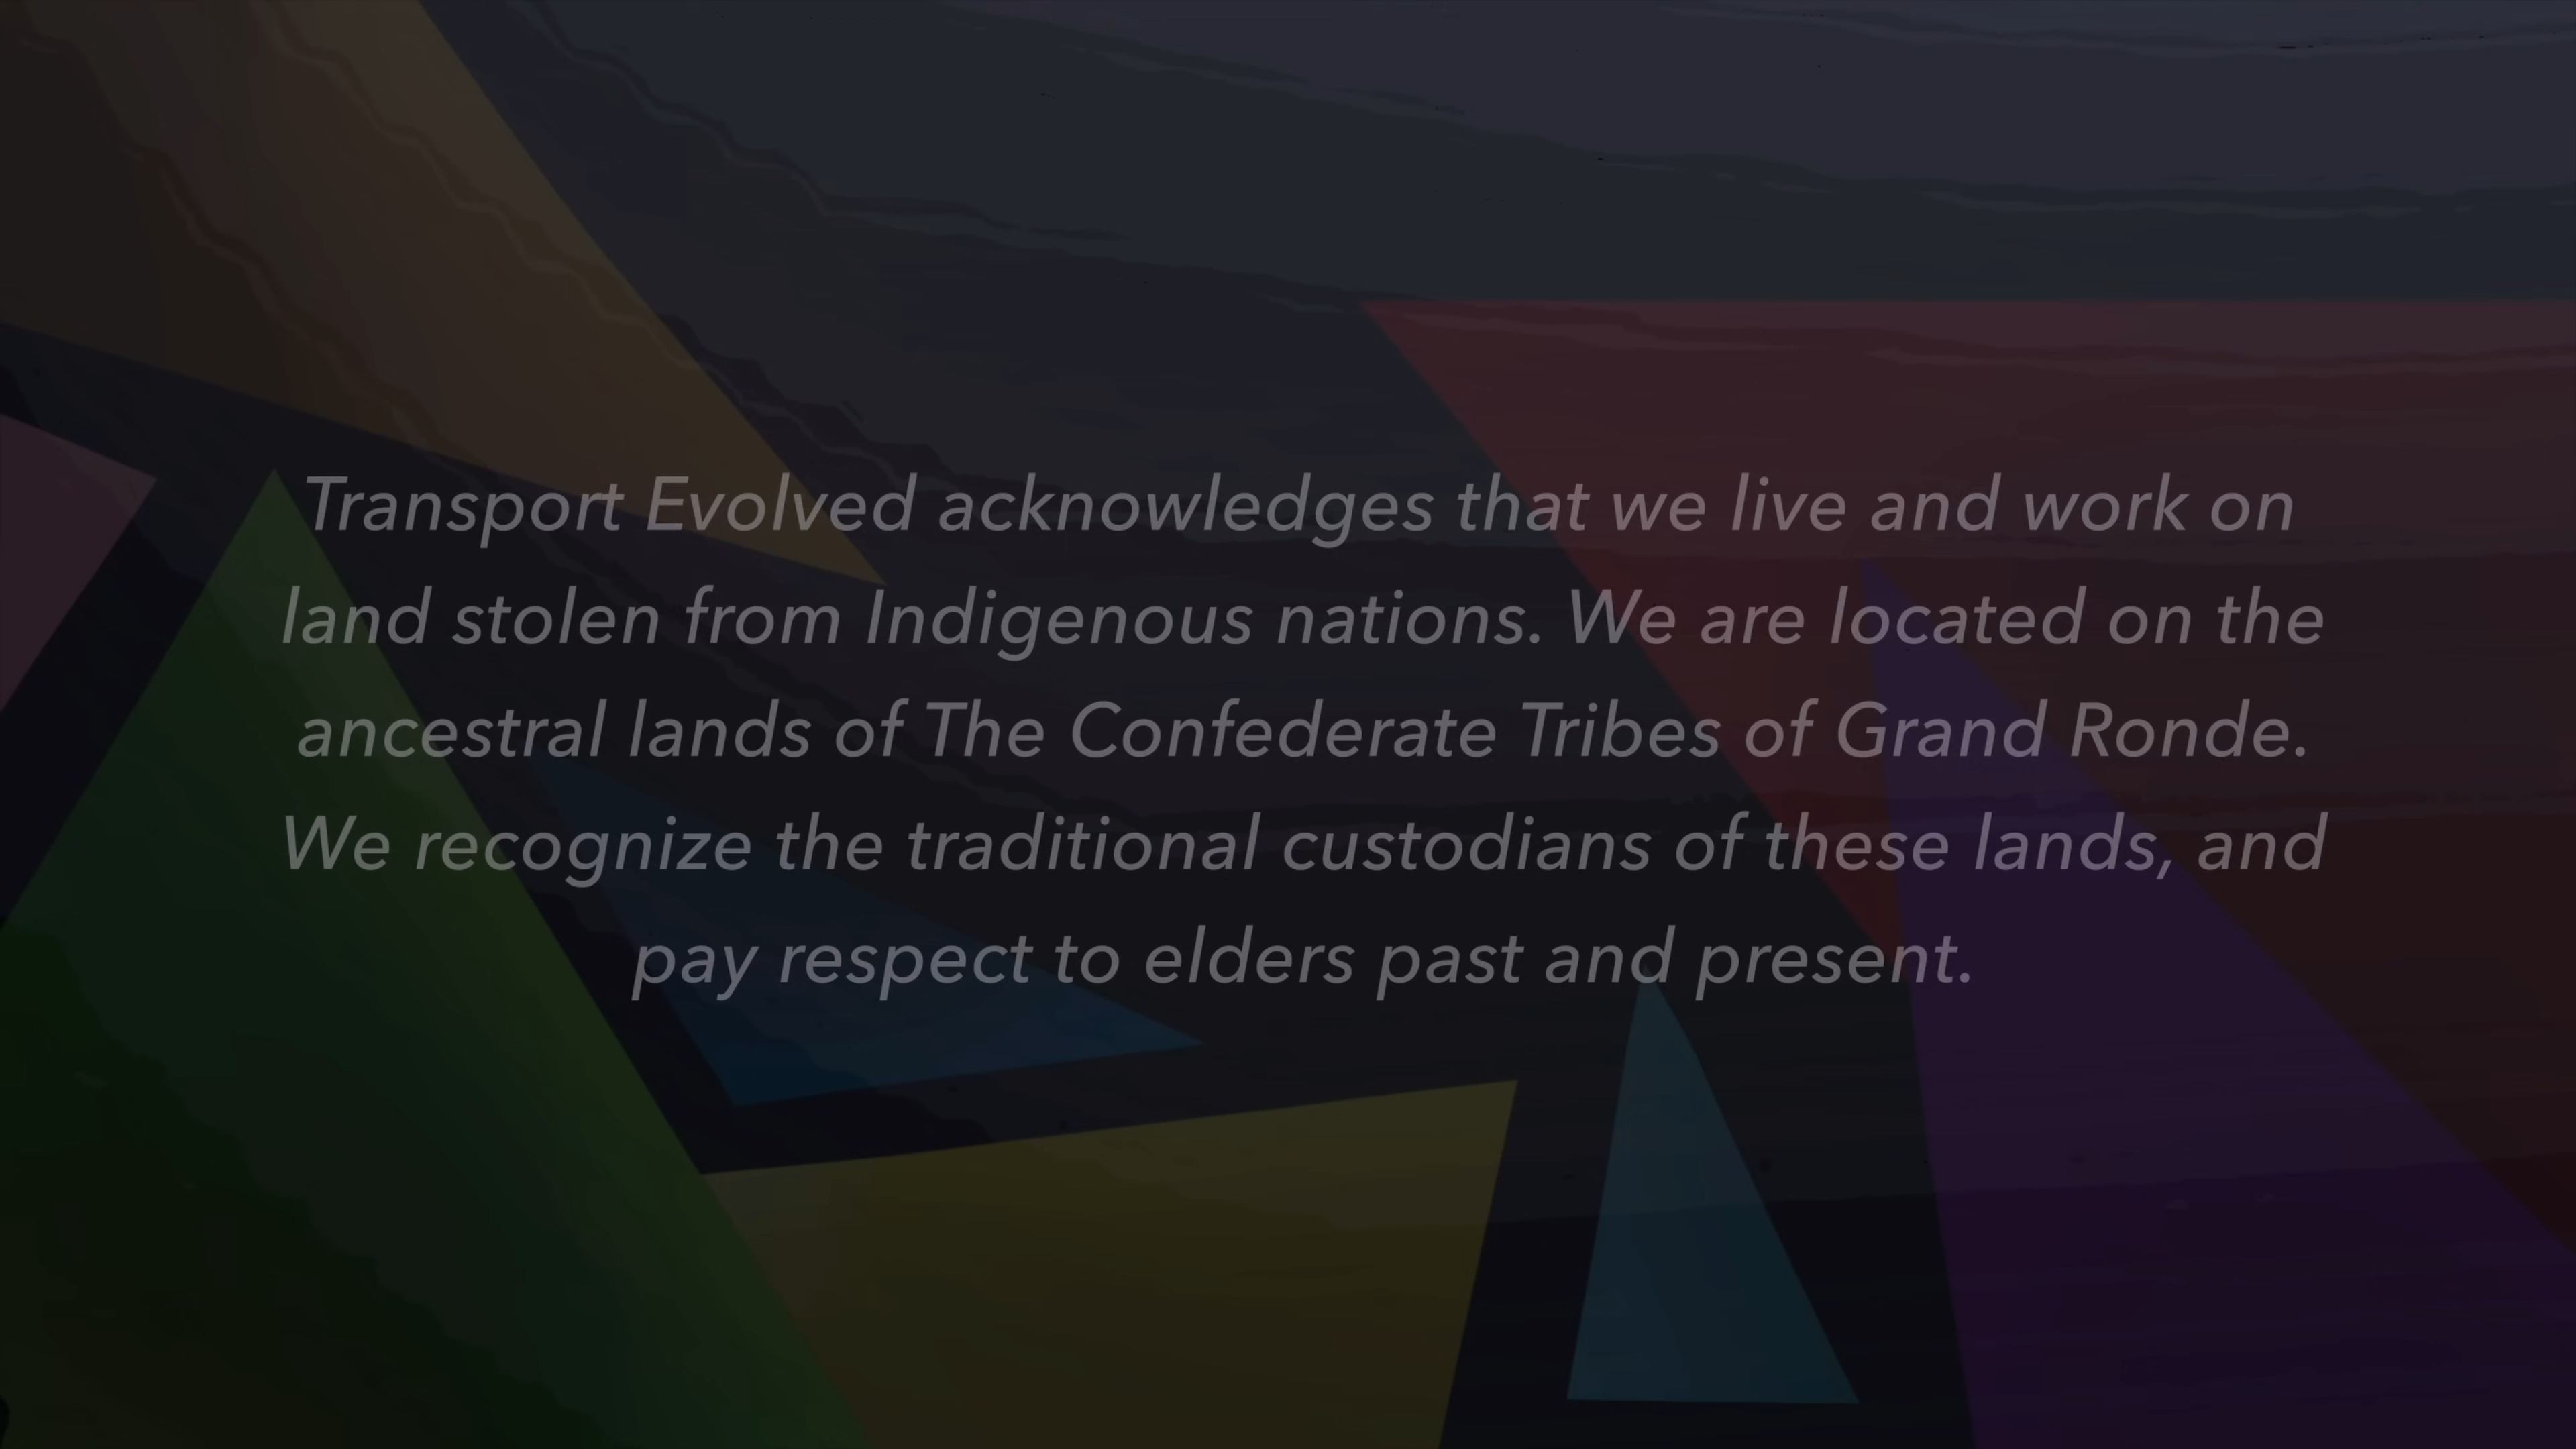 Transport Evolved acknowledges that we live and work on
land stolen from Indigenous nations. We are located on the
ancestral lands of The Confederate Tribes of Grand Ronde.
We recognize the traditional custodians of these lands, and
pay respect to elders past and present.